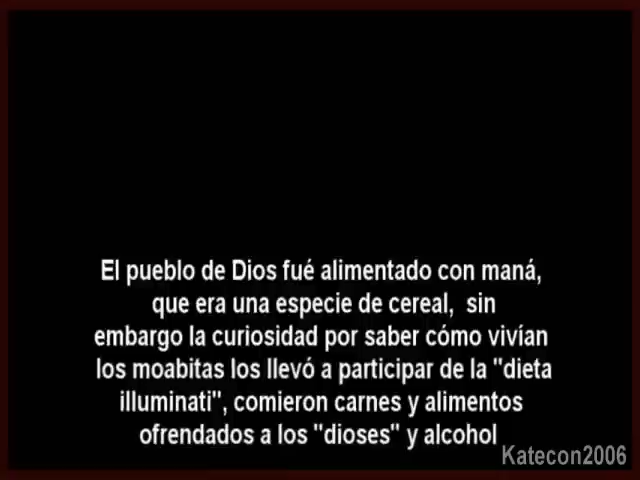 El pueblo de Dios fué alimentado con maná,
que era una especie de cereal, sin
embargo la curiosidad por saber cómo vivían
los moabitas los llevó a participar de la "dieta
illuminati", comieron carnes y alimentos
ofrendados a los "dioses" y alcohol
Katecon2006